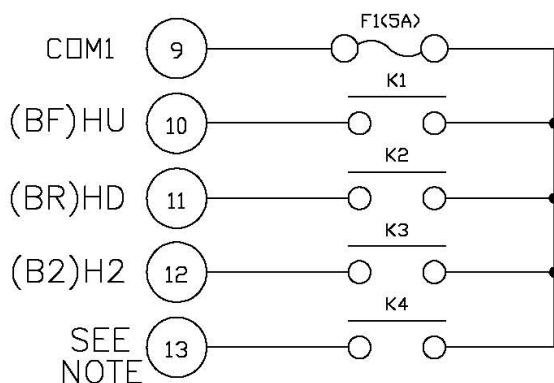 COM1 9 F1(5A)
K1
(BF)HU 10
K2
(BR)HD 11
K3
(B2)H2 12
K4
SEE 13
NOTE